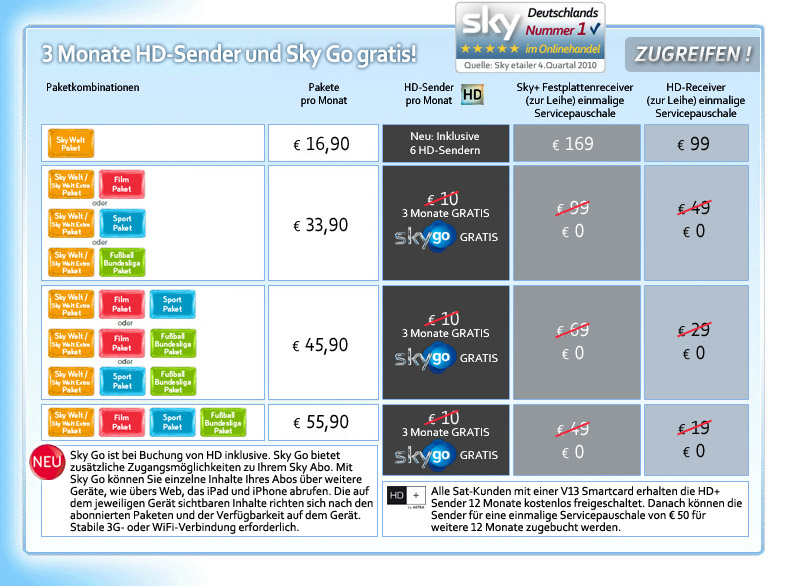 3 Monate HD-Sender und Sky Go gratis!
sky
Deutschlands
Nummer 1
im Onlinehandel
Quelle: Sky etailer 4.Quartal 2010
ZUGREIFEN !
Paketkombinationen
Pakete
pro Monat
HD-Sender
pro Monat
HD
Sky+ Festplattenreceiver
(zur Leihe) einmalige
Servicepauschale
HD-Receiver
(zur Leihe) einmalige
Servicepauschale
Sky Welt
Paket
€ 16,90
Neu: Inklusive
6 HD-Sendern
€ 169
€ 99
Sky Welt /
Sky Welt Extra
Paket
Film
Paket
oder
Sky Welt /
Sky Welt Extra
Paket
Sport
Paket
oder
Sky Welt /
Sky Welt Extra
Paket
Fußball
Bundesliga
Paket
€ 33,90
€ 10
3 Monate GRATIS
skygo GRATIS
€ 99
€ 0
€ 49
€ 0
Sky Welt /
Sky Welt Extra
Paket
Film
Paket
Sport
Paket
oder
Sky Welt /
Sky Welt Extra
Paket
Film
Paket
Fußball
Bundesliga
Paket
oder
Sky Welt /
Sky Welt Extra
Paket
Sport
Paket
Fußball
Bundesliga
Paket
€ 45,90
€ 10
3 Monate GRATIS
skygo GRATIS
€ 69
€ 0
€ 29
€ 0
Sky Welt /
Sky Welt Extra
Paket
Film
Paket
Sport
Paket
Fußball
Bundesliga
Paket
€ 55,90
€ 10
3 Monate GRATIS
skygo GRATIS
€ 49
€ 0
€ 19
€ 0
NEU
Sky Go ist bei Buchung von HD inklusive. Sky Go bietet
zusätzliche Zugangsmöglichkeiten zu Ihrem Sky Abo. Mit
Sky Go können Sie einzelne Inhalte Ihres Abos über weitere
Geräte, wie übers Web, das iPad und iPhone abrufen. Die auf
dem jeweiligen Gerät sichtbaren Inhalte richten sich nach den
abonnierten Paketen und der Verfügbarkeit auf dem Gerät.
Stabile 3G- oder WiFi-Verbindung erforderlich.
HD +
by ASTRA
Alle Sat-Kunden mit einer V13 Smartcard erhalten die HD+
Sender 12 Monate kostenlos freigeschaltet. Danach können die
Sender für eine einmalige Servicepauschale von € 50 für
weitere 12 Monate zugebucht werden.